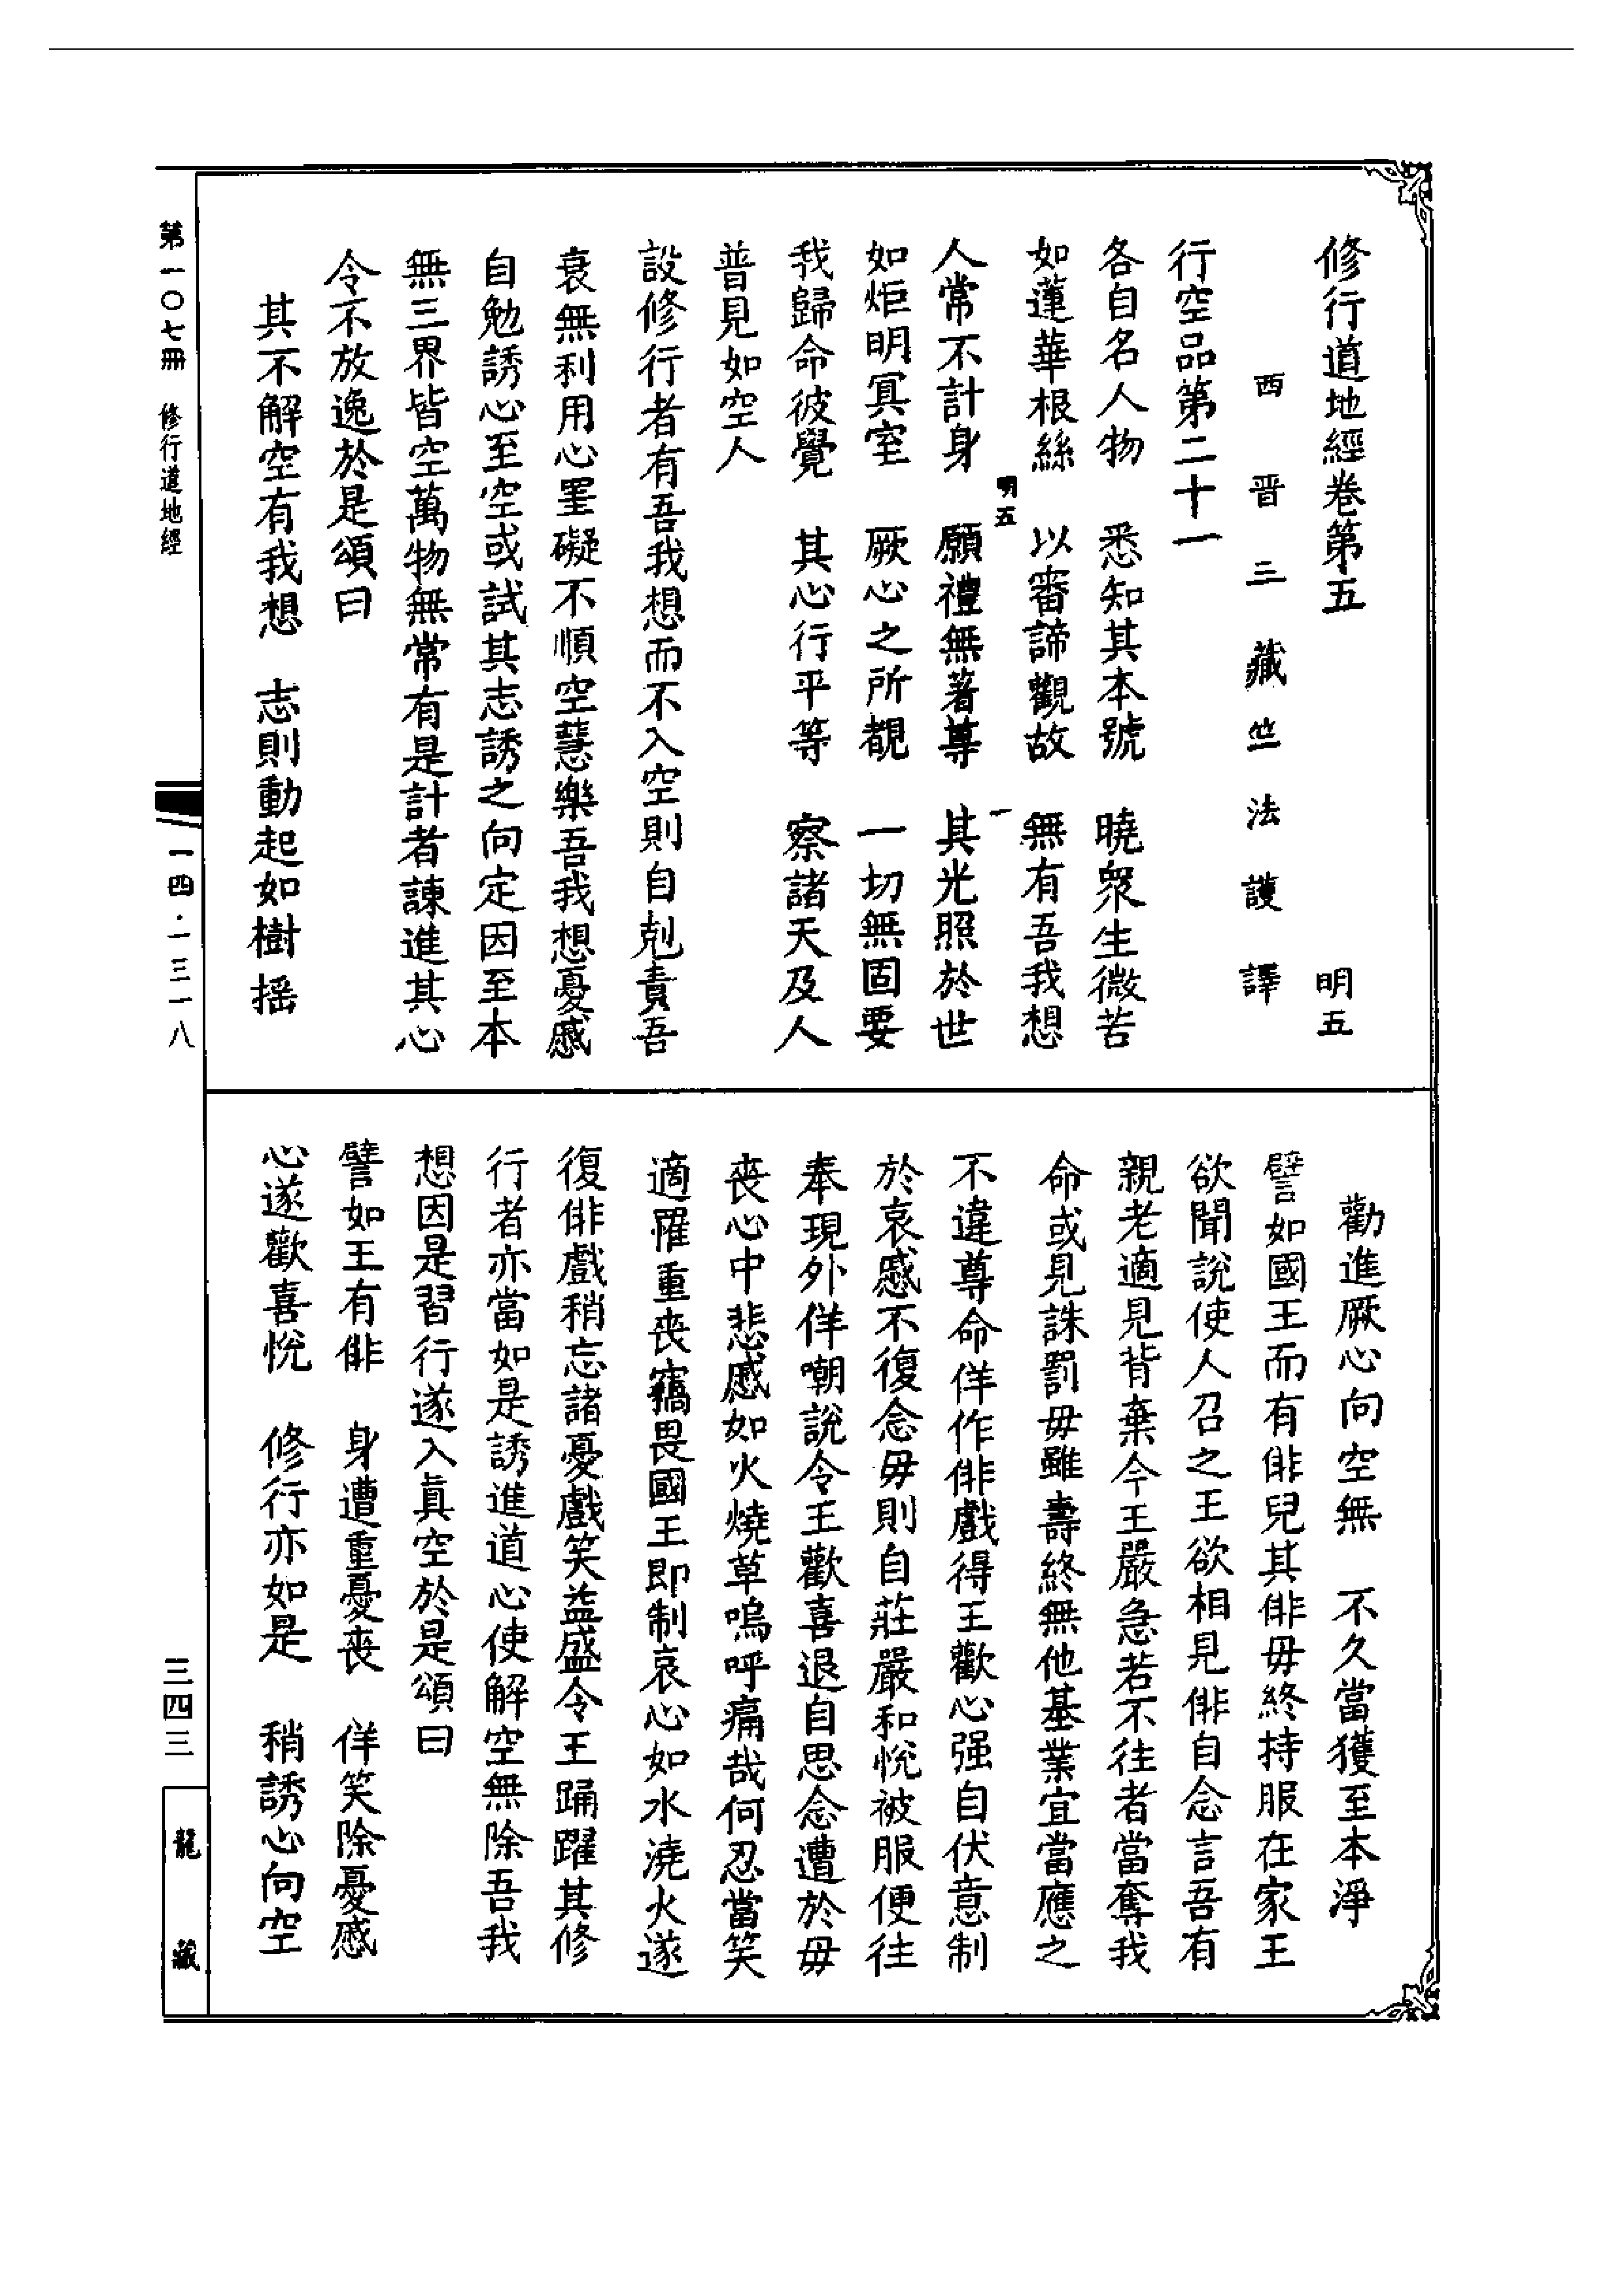 修行道地經卷第五　明五
西晋三藏竺法護譯
行空品第二十一
各自名人物　悉知其本號　曉衆生微苦
如蓮華根絲　以審諦觀故　無有吾我想
明五　一
人常不計身　願禮無著尊　其光照於世
如炬明冥室　厥心之所覩　一切無固要
我歸命彼覺　其心行平等　察諸天及人
普見如空人
設修行者有吾我想而不入空則自剋責吾
衰無利用心罣礙不順空慧樂吾我想憂慼
自勉誘心至空或試其志誘之向定因至本
無三界皆空萬物無常有是計者諫進其心
令不放逸於是頌曰
其不解空有我想　志則動起如樹搖
勸進厥心向空無　不久當獲至本淨
譬如國王而有俳兒其俳毋終持服在家王
欲聞說使人召之王欲相見俳自念言吾有
親老適見背棄今王嚴急若不往者當奪我
命或見誅罰毋雖壽終無他基業宜當應之
不違尊命佯作俳戲得王歡心强自伏意制
於哀慼不復念毋則自莊嚴和悅被服便往
奉現外佯嘲說令王歡喜退自思念遭於毋
丧心中悲慼如火燒草嗚呼痛哉何忍當笑
適罹重丧竊畏國王即制哀心如水澆火遂
復俳戲稍忘諸憂戲笑益盛令王踊躍其修
行者亦當如是誘進道心使解空無除吾我
想因是習行遂入真空於是頌曰
譬如王有俳　身遭重憂丧　佯笑除憂慼
心遂歡喜悅　修行亦如是　稍誘心向空
第一〇七冊　修行道地經
一四·一三一八
三四三
龍藏